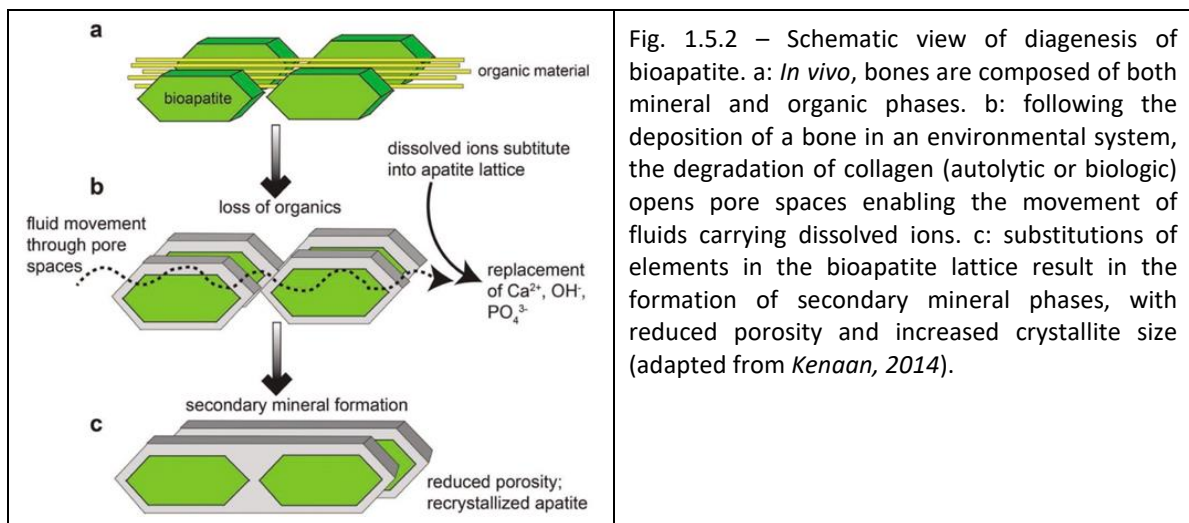 a
organic material
bioapatite
dissolved ions subtitute
into apatite lattice
b
loss of organics
fluid movement
through pore
spaces
replacement
of Ca²⁺, OH⁻,
PO₄³⁻
secondary mineral formation
c
reduced porosity;
recrystallized apatite
Fig. 1.5.2 – Schematic view of diagenesis of
bioapatite. a: In vivo, bones are composed of both
mineral and organic phases. b: following the
deposition of a bone in an environmental system,
the degradation of collagen (autolytic or biologic)
opens pore spaces enabling the movement of
fluids carrying dissolved ions. c: substitutions of
elements in the bioapatite lattice result in the
formation of secondary mineral phases, with
reduced porosity and increased crystallite size
(adapted from Kenaan, 2014).